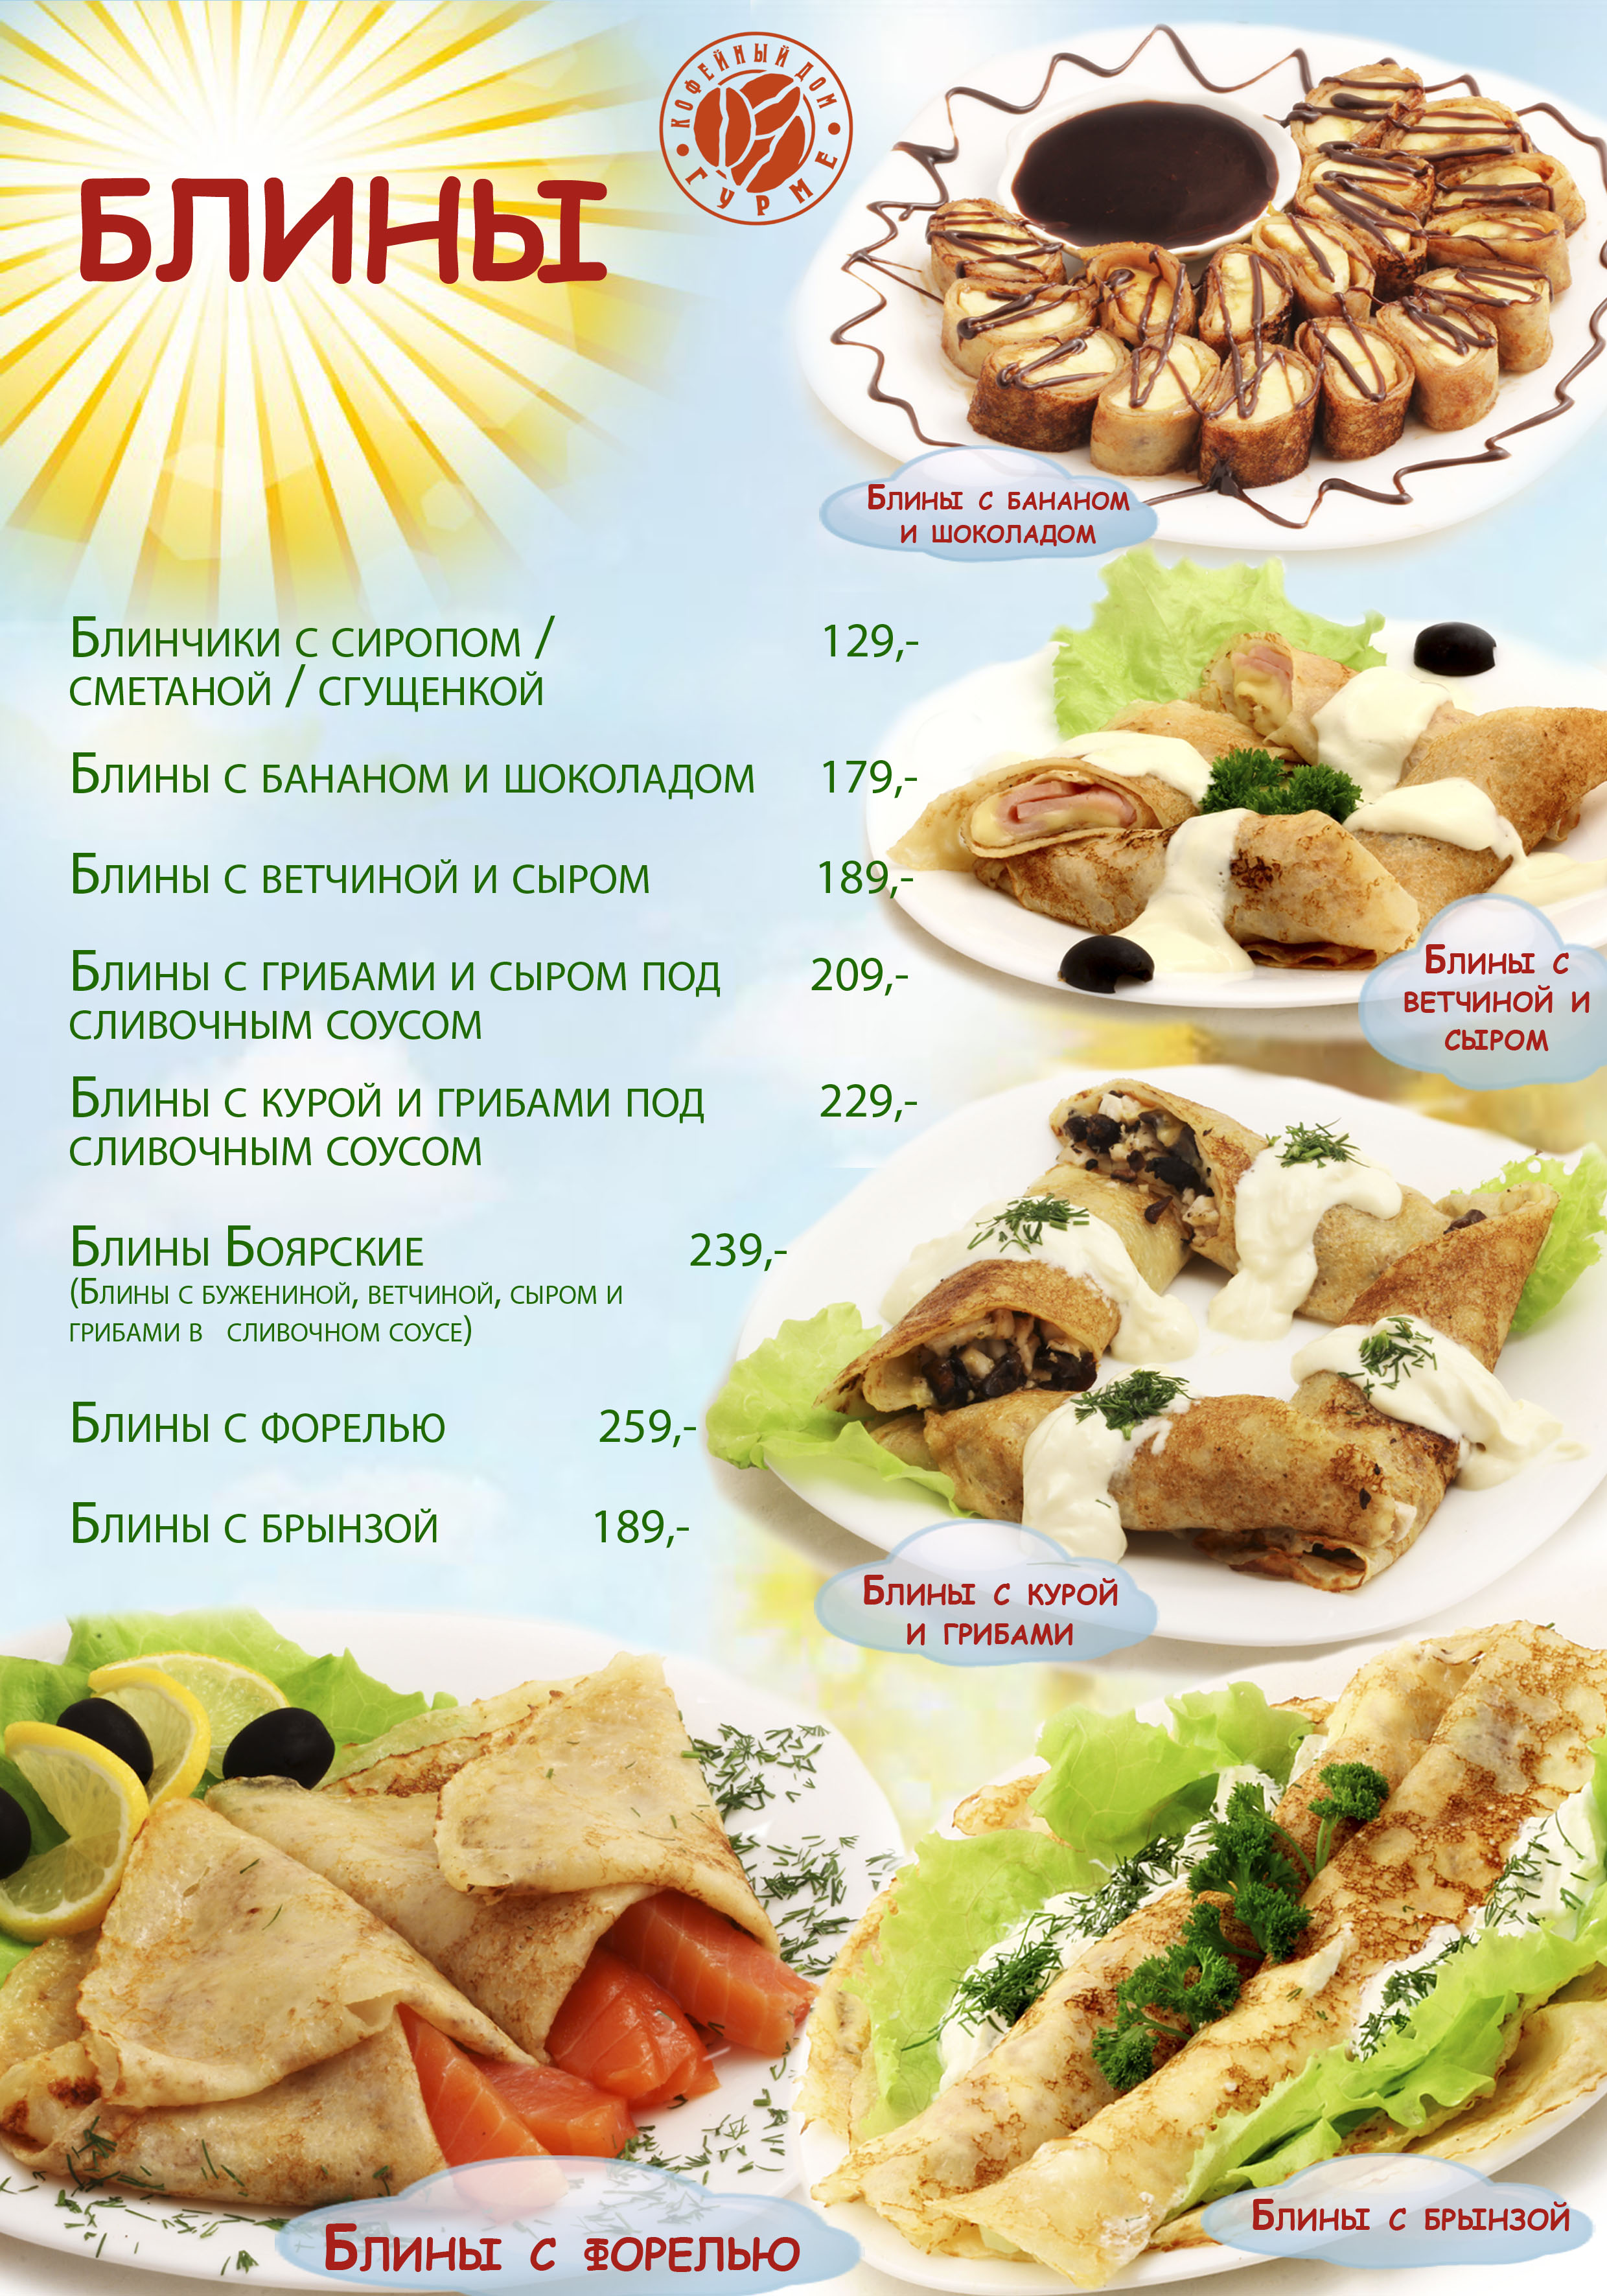 КОФЕЙНЫЙ ДОМ
ГУРМЕ
БЛИНЫ
Блины с бананом
и шоколадом
Блинчики с сиропом / 129,-
сметаной / сгущенкой
Блины с бананом и шоколадом 179,-
Блины с ветчиной и сыром 189,-
Блины с грибами и сыром под 209,-
сливочным соусом
Блины с курой и грибами под 229,-
сливочным соусом
Блины Боярские 239,-
(Блины с бужениной, ветчиной, сыром и
грибами в сливочном соусе)
Блины с форелью 259,-
Блины с брынзой 189,-
Блины с
ветчиной и
сыром
Блины с курой
и грибами
Блины с форелью
Блины с брынзой